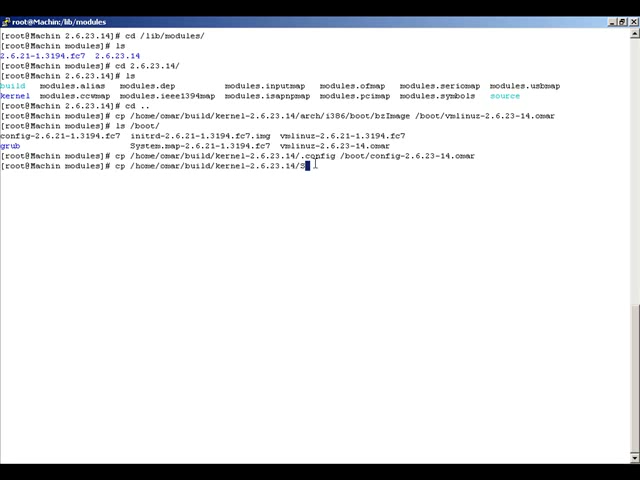 root@Machin:/lib/modules
[root@Machin 2.6.23.14]# cd /lib/modules/
[root@Machin modules]# ls
2.6.21-1.3194.fc7  2.6.23.14
[root@Machin modules]# cd 2.6.23.14/
[root@Machin 2.6.23.14]# ls
build   modules.alias   modules.dep          modules.inputmap   modules.ofmap   modules.seriomap  modules.usbmap
kernel  modules.ccwmap  modules.ieee1394map  modules.isapnpmap  modules.pcimap  modules.symbols   source
[root@Machin 2.6.23.14]# cd ..
[root@Machin modules]# cp /home/omar/build/kernel-2.6.23.14/arch/i386/boot/bzImage /boot/vmlinuz-2.6.23-14.omar
[root@Machin modules]# ls /boot/
config-2.6.21-1.3194.fc7  initrd-2.6.21-1.3194.fc7.img  vmlinuz-2.6.21-1.3194.fc7
grub                      System.map-2.6.21-1.3194.fc7  vmlinuz-2.6.23-14.omar
[root@Machin modules]# cp /home/omar/build/kernel-2.6.23.14/.config /boot/config-2.6.23-14.omar
[root@Machin modules]# cp /home/omar/build/kernel-2.6.23.14/S